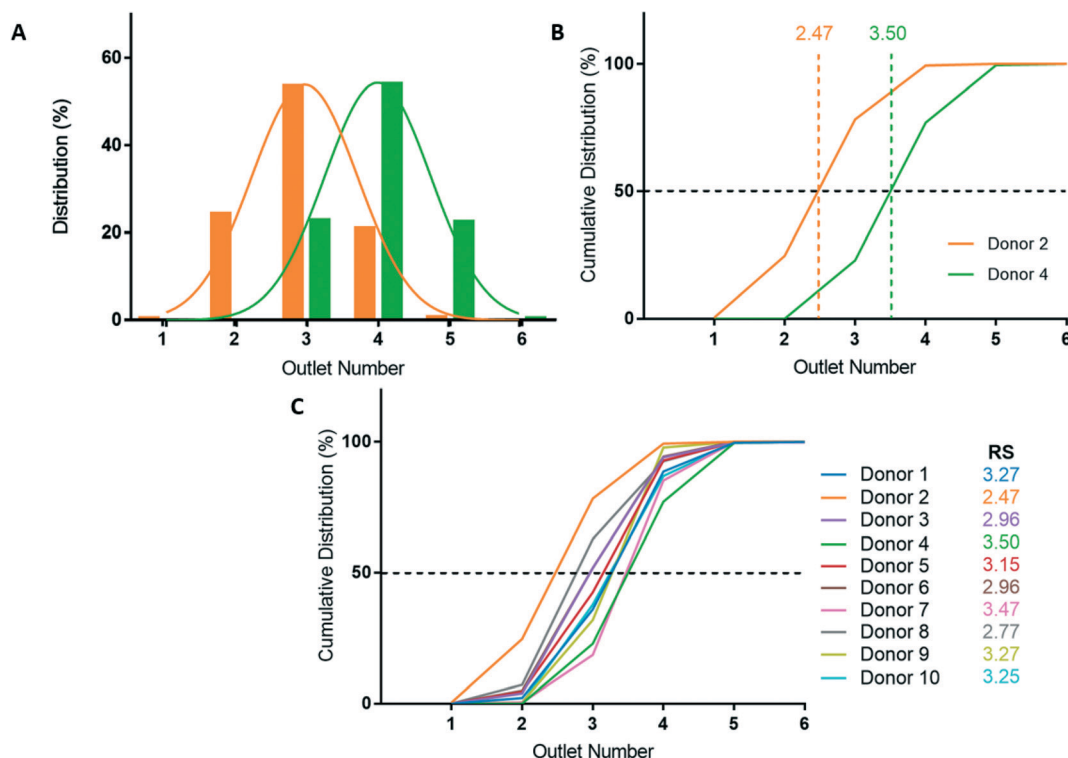 A
Distribution (%)
60
40
20
0
1 2 3 4 5 6
Outlet Number
B
2.47 3.50
Cumulative Distribution (%)
100
50
0
Donor 2
Donor 4
1 2 3 4 5 6
Outlet Number
C
Cumulative Distribution (%)
100
50
0
1 2 3 4 5 6
Outlet Number
RS
Donor 1 3.27
Donor 2 2.47
Donor 3 2.96
Donor 4 3.50
Donor 5 3.15
Donor 6 2.96
Donor 7 3.47
Donor 8 2.77
Donor 9 3.27
Donor 10 3.25